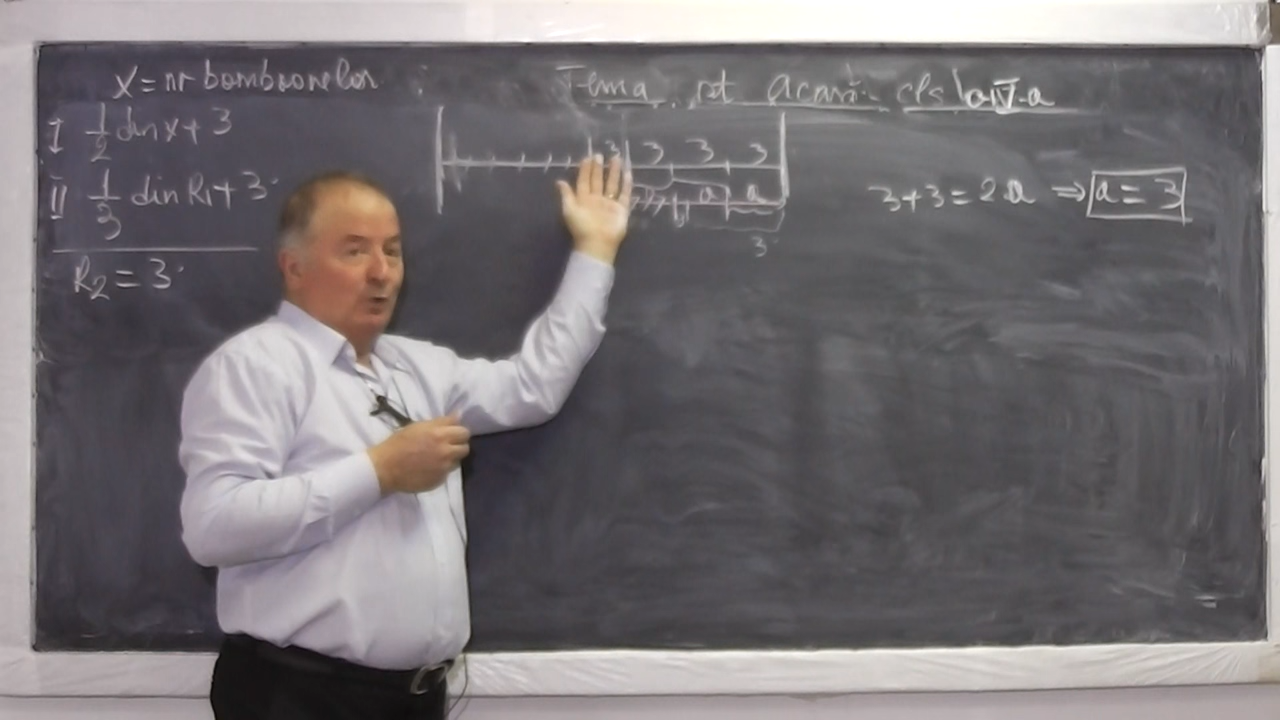 x = nr bomboanelor
Tema pt acasă cls a IV-a
I 1/2 din x + 3
II 1/3 din R1 + 3
R2 = 3
3 3 3 3
a a
3
3 + 3 = 2a ⇒ a = 3